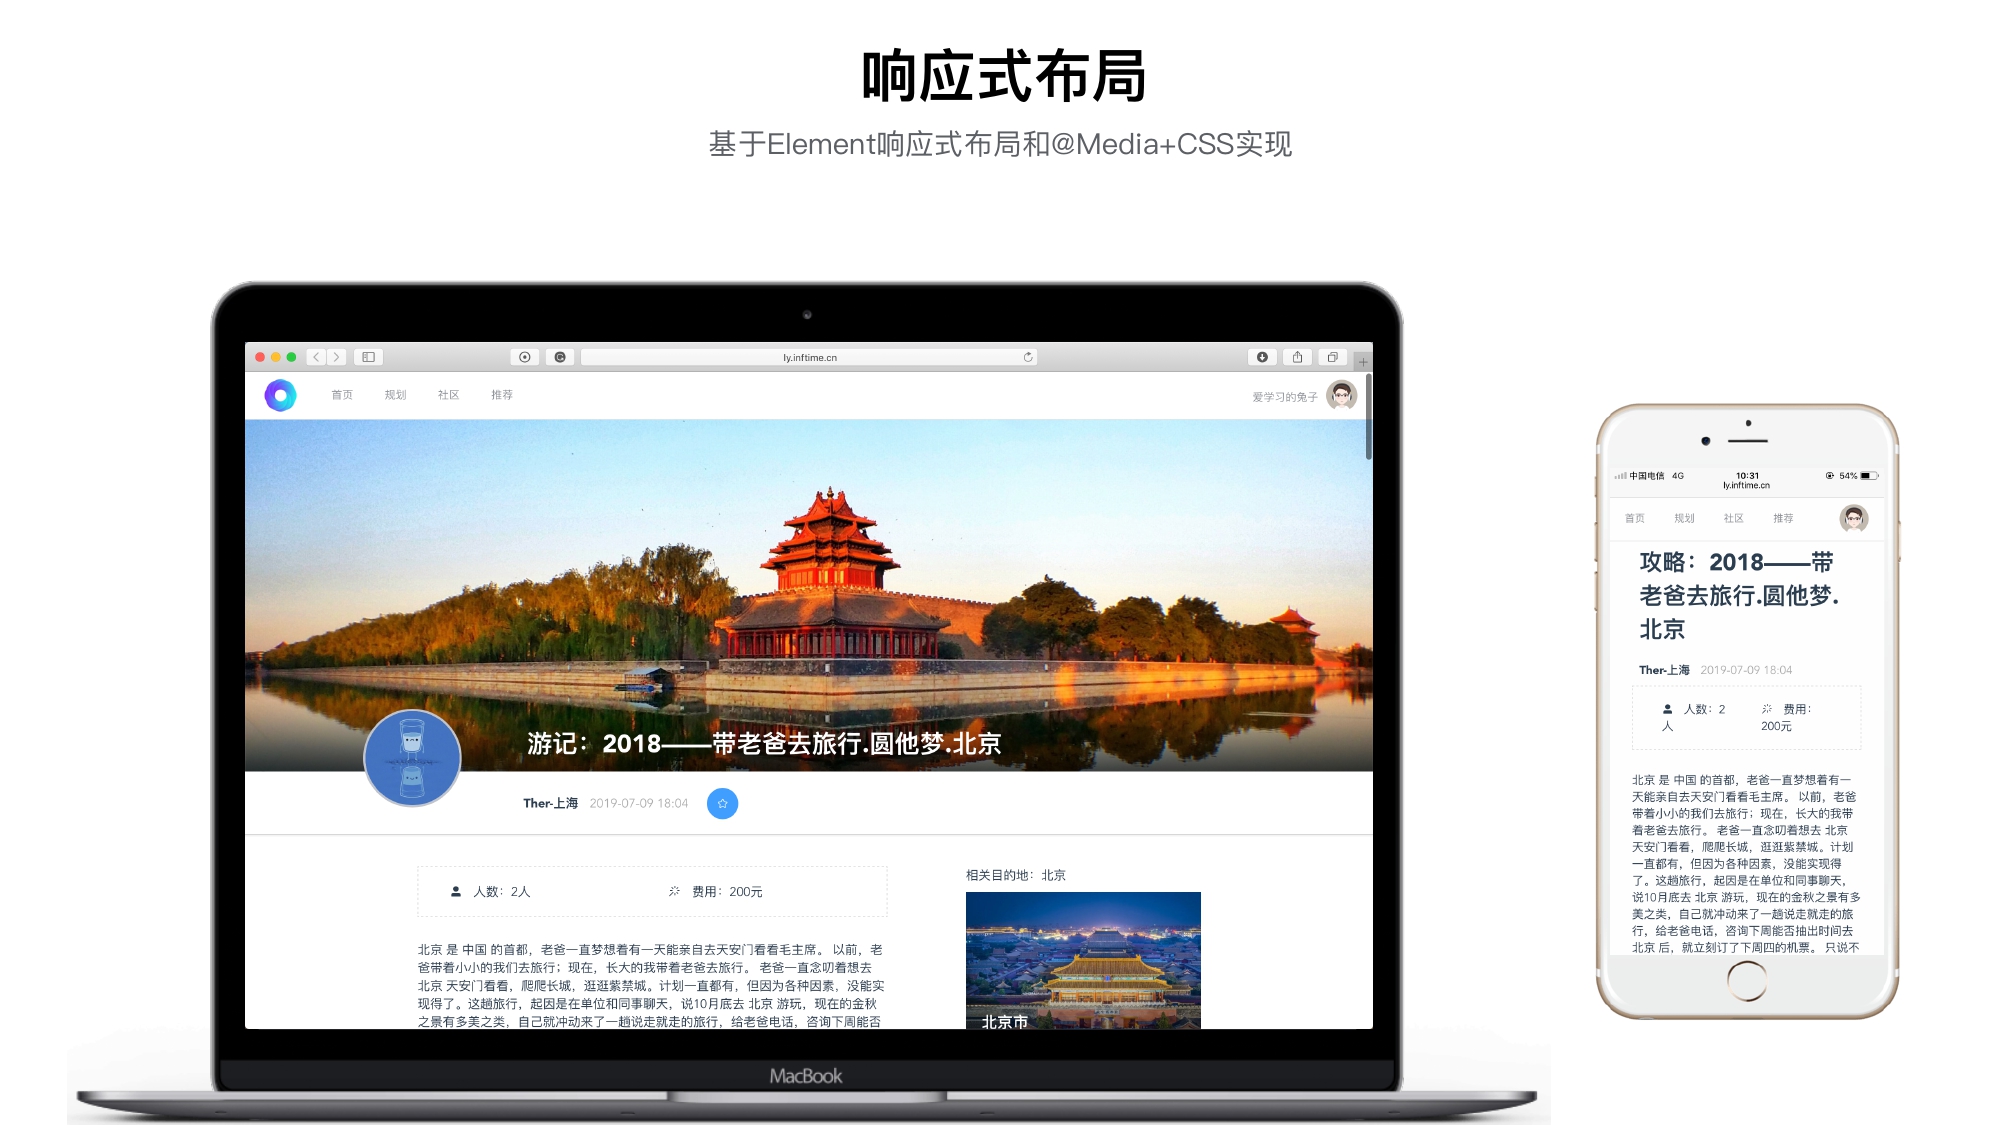 响应式布局
基于Element响应式布局和@Media+CSS实现
ly.inftime.cn
首页 规划 社区 推荐
爱学习的兔子
游记：2018——带老爸去旅行.圆他梦.北京
Ther-上海 2019-07-09 18:04
人数：2人 费用：200元
北京 是 中国 的首都，老爸一直梦想着有一天能亲自去天安门看看毛主席。 以前，老
爸带着小小的我们去旅行；现在，长大的我带着老爸去旅行。 老爸一直念叨着想去
北京 天安门看看，爬爬长城，逛逛紫禁城。计划一直都有，但因为各种因素，没能实
现得了。这趟旅行，起因是在单位和同事聊天，说10月底去 北京 游玩，现在的金秋
之景有多美之类，自己就冲动来了一趟说走就走的旅行，给老爸电话，咨询下周能否
相关目的地：北京
北京市
MacBook
中国电信 4G 10:31 54%
ly.inftime.cn
首页 规划 社区 推荐
攻略：2018——带
老爸去旅行.圆他梦.
北京
Ther-上海 2019-07-09 18:04
人数：2 费用：
人 200元
北京 是 中国 的首都，老爸一直梦想着有一
天能亲自去天安门看看毛主席。 以前，老爸
带着小小的我们去旅行；现在，长大的我带
着老爸去旅行。 老爸一直念叨着想去 北京
天安门看看，爬爬长城，逛逛紫禁城。计划
一直都有，但因为各种因素，没能实现得
了。这趟旅行，起因是在单位和同事聊天，
说10月底去 北京 游玩，现在的金秋之景有多
美之类，自己就冲动来了一趟说走就走的旅
行，给老爸电话，咨询下周能否抽出时间去
北京 后，就立刻订了下周四的机票。 只说不